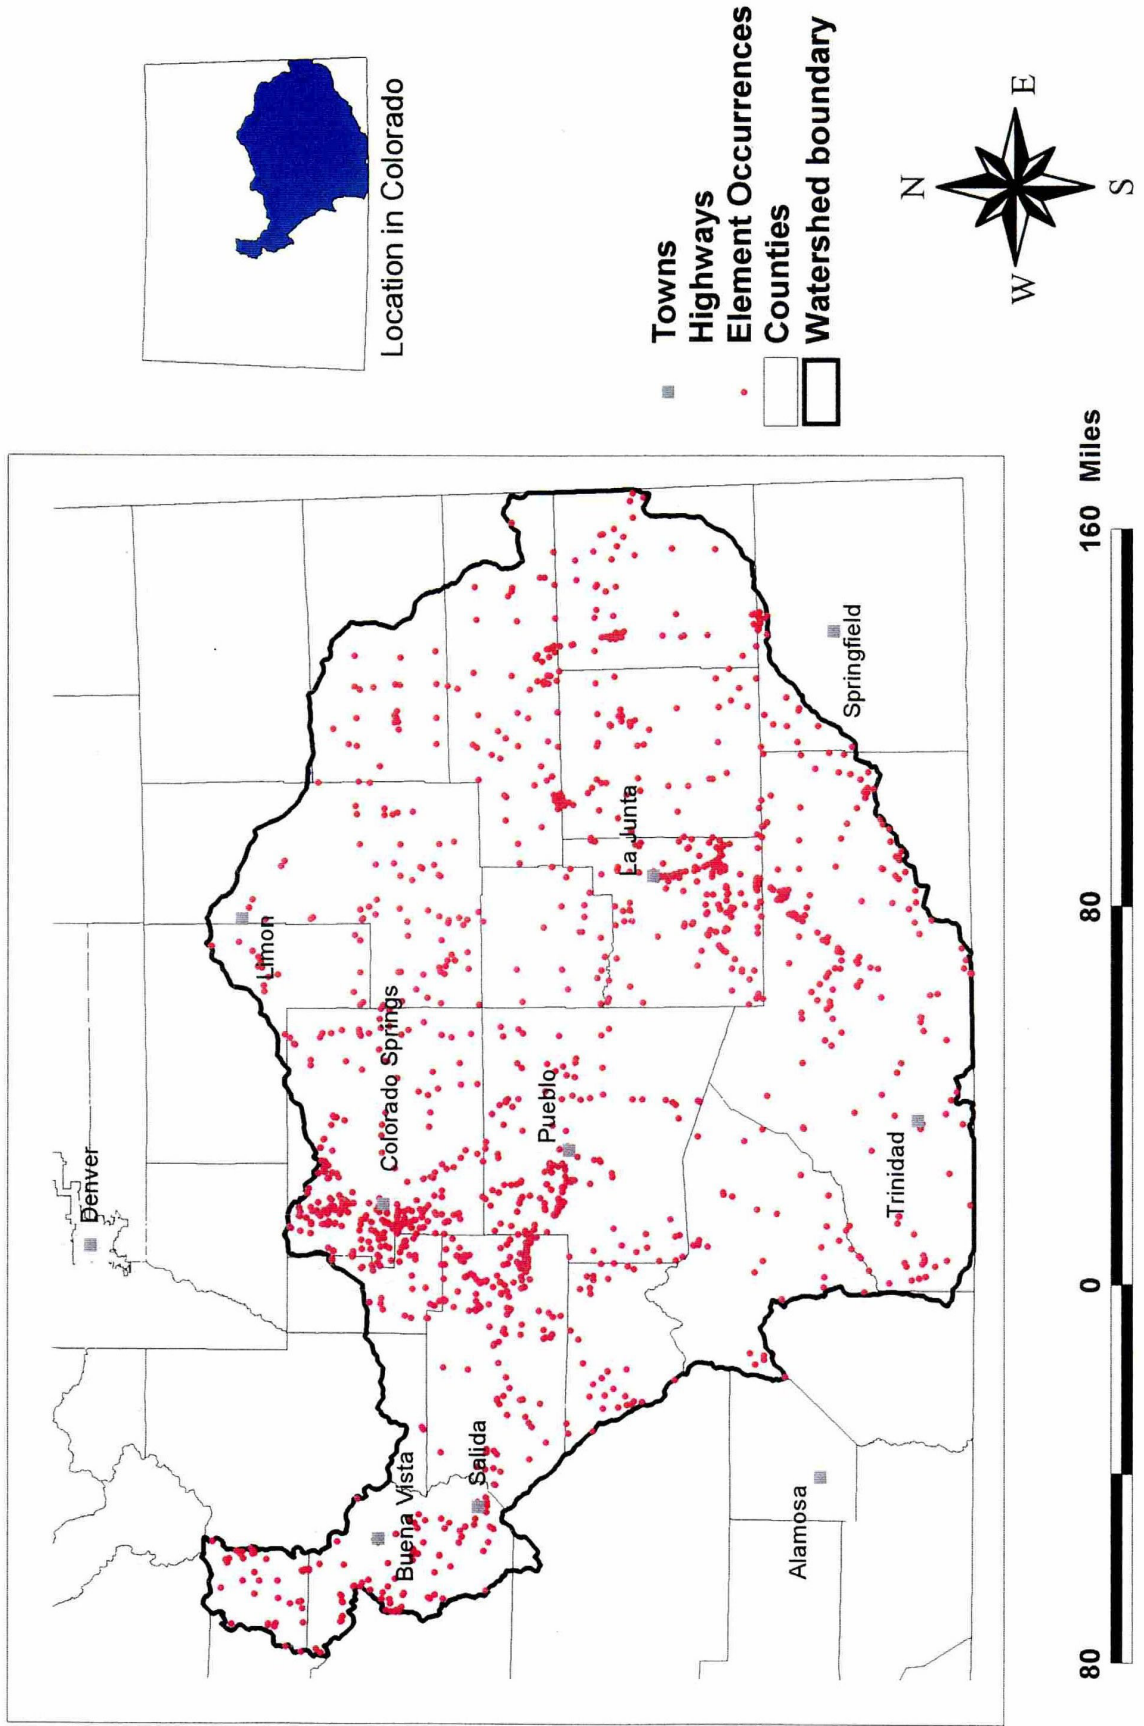 Location in Colorado
Denver
Limon
Colorado Springs
Buena Vista
Salida
Pueblo
La Junta
Springfield
Trinidad
Alamosa
Towns
Highways
Element Occurrences
Counties
Watershed boundary
N
W
E
S
80
0
80
160 Miles